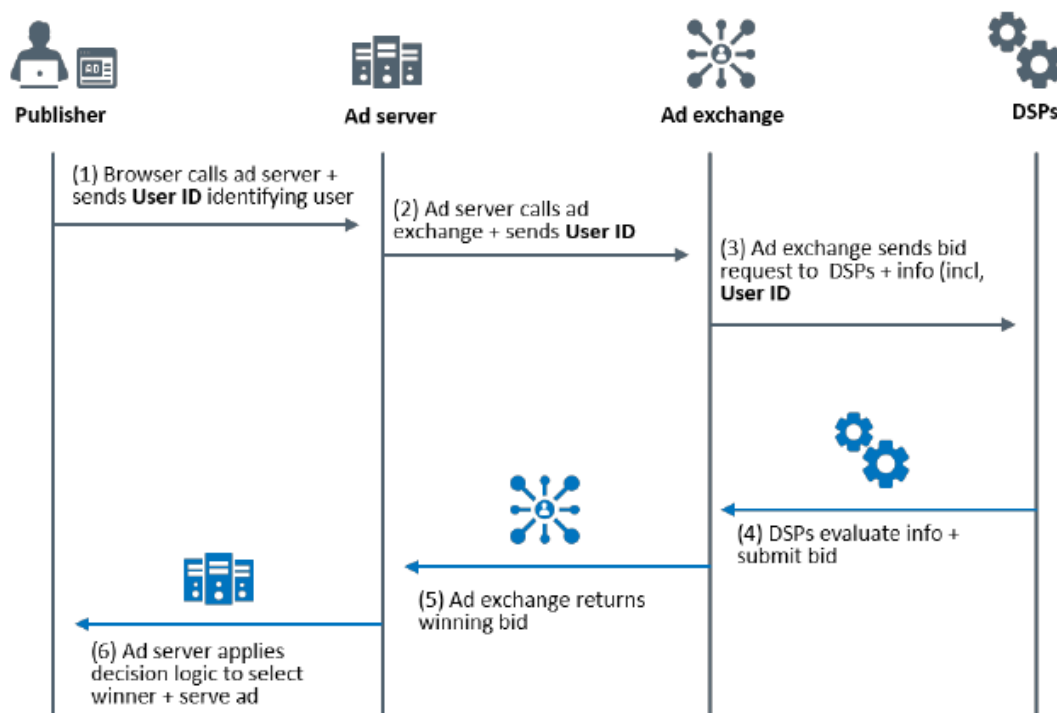 AD
Publisher
Ad server
Ad exchange
DSPs
(1) Browser calls ad server +
sends User ID identifying user
(2) Ad server calls ad
exchange + sends User ID
(3) Ad exchange sends bid
request to DSPs + info (incl,
User ID
(4) DSPs evaluate info +
submit bid
(5) Ad exchange returns
winning bid
(6) Ad server applies
decision logic to select
winner + serve ad